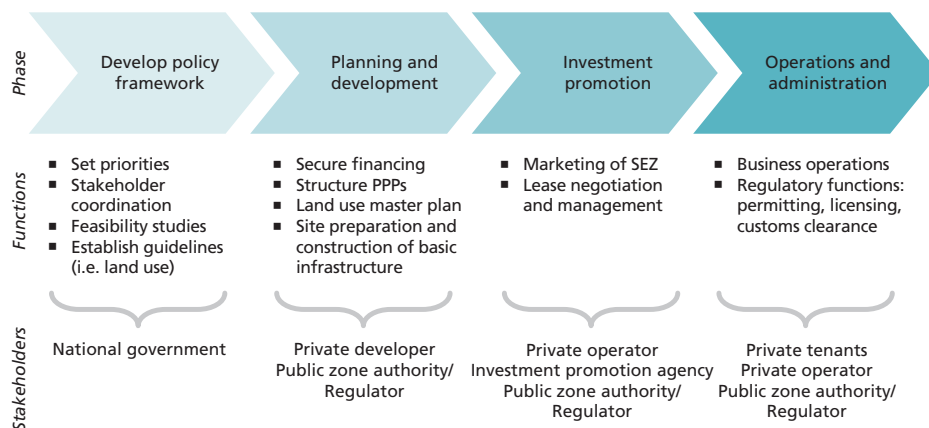 Phase
Develop policy
framework
Planning and
development
Investment
promotion
Operations and
administration
Functions
▪ Set priorities
▪ Stakeholder
coordination
▪ Feasibility studies
▪ Establish guidelines
(i.e. land use)
▪ Secure financing
▪ Structure PPPs
▪ Land use master plan
▪ Site preparation and
construction of basic
infrastructure
▪ Marketing of SEZ
▪ Lease negotiation
and management
▪ Business operations
▪ Regulatory functions:
permitting, licensing,
customs clearance
Stakeholders
National government
Private developer
Public zone authority/
Regulator
Private operator
Investment promotion agency
Public zone authority/
Regulator
Private tenants
Private operator
Public zone authority/
Regulator